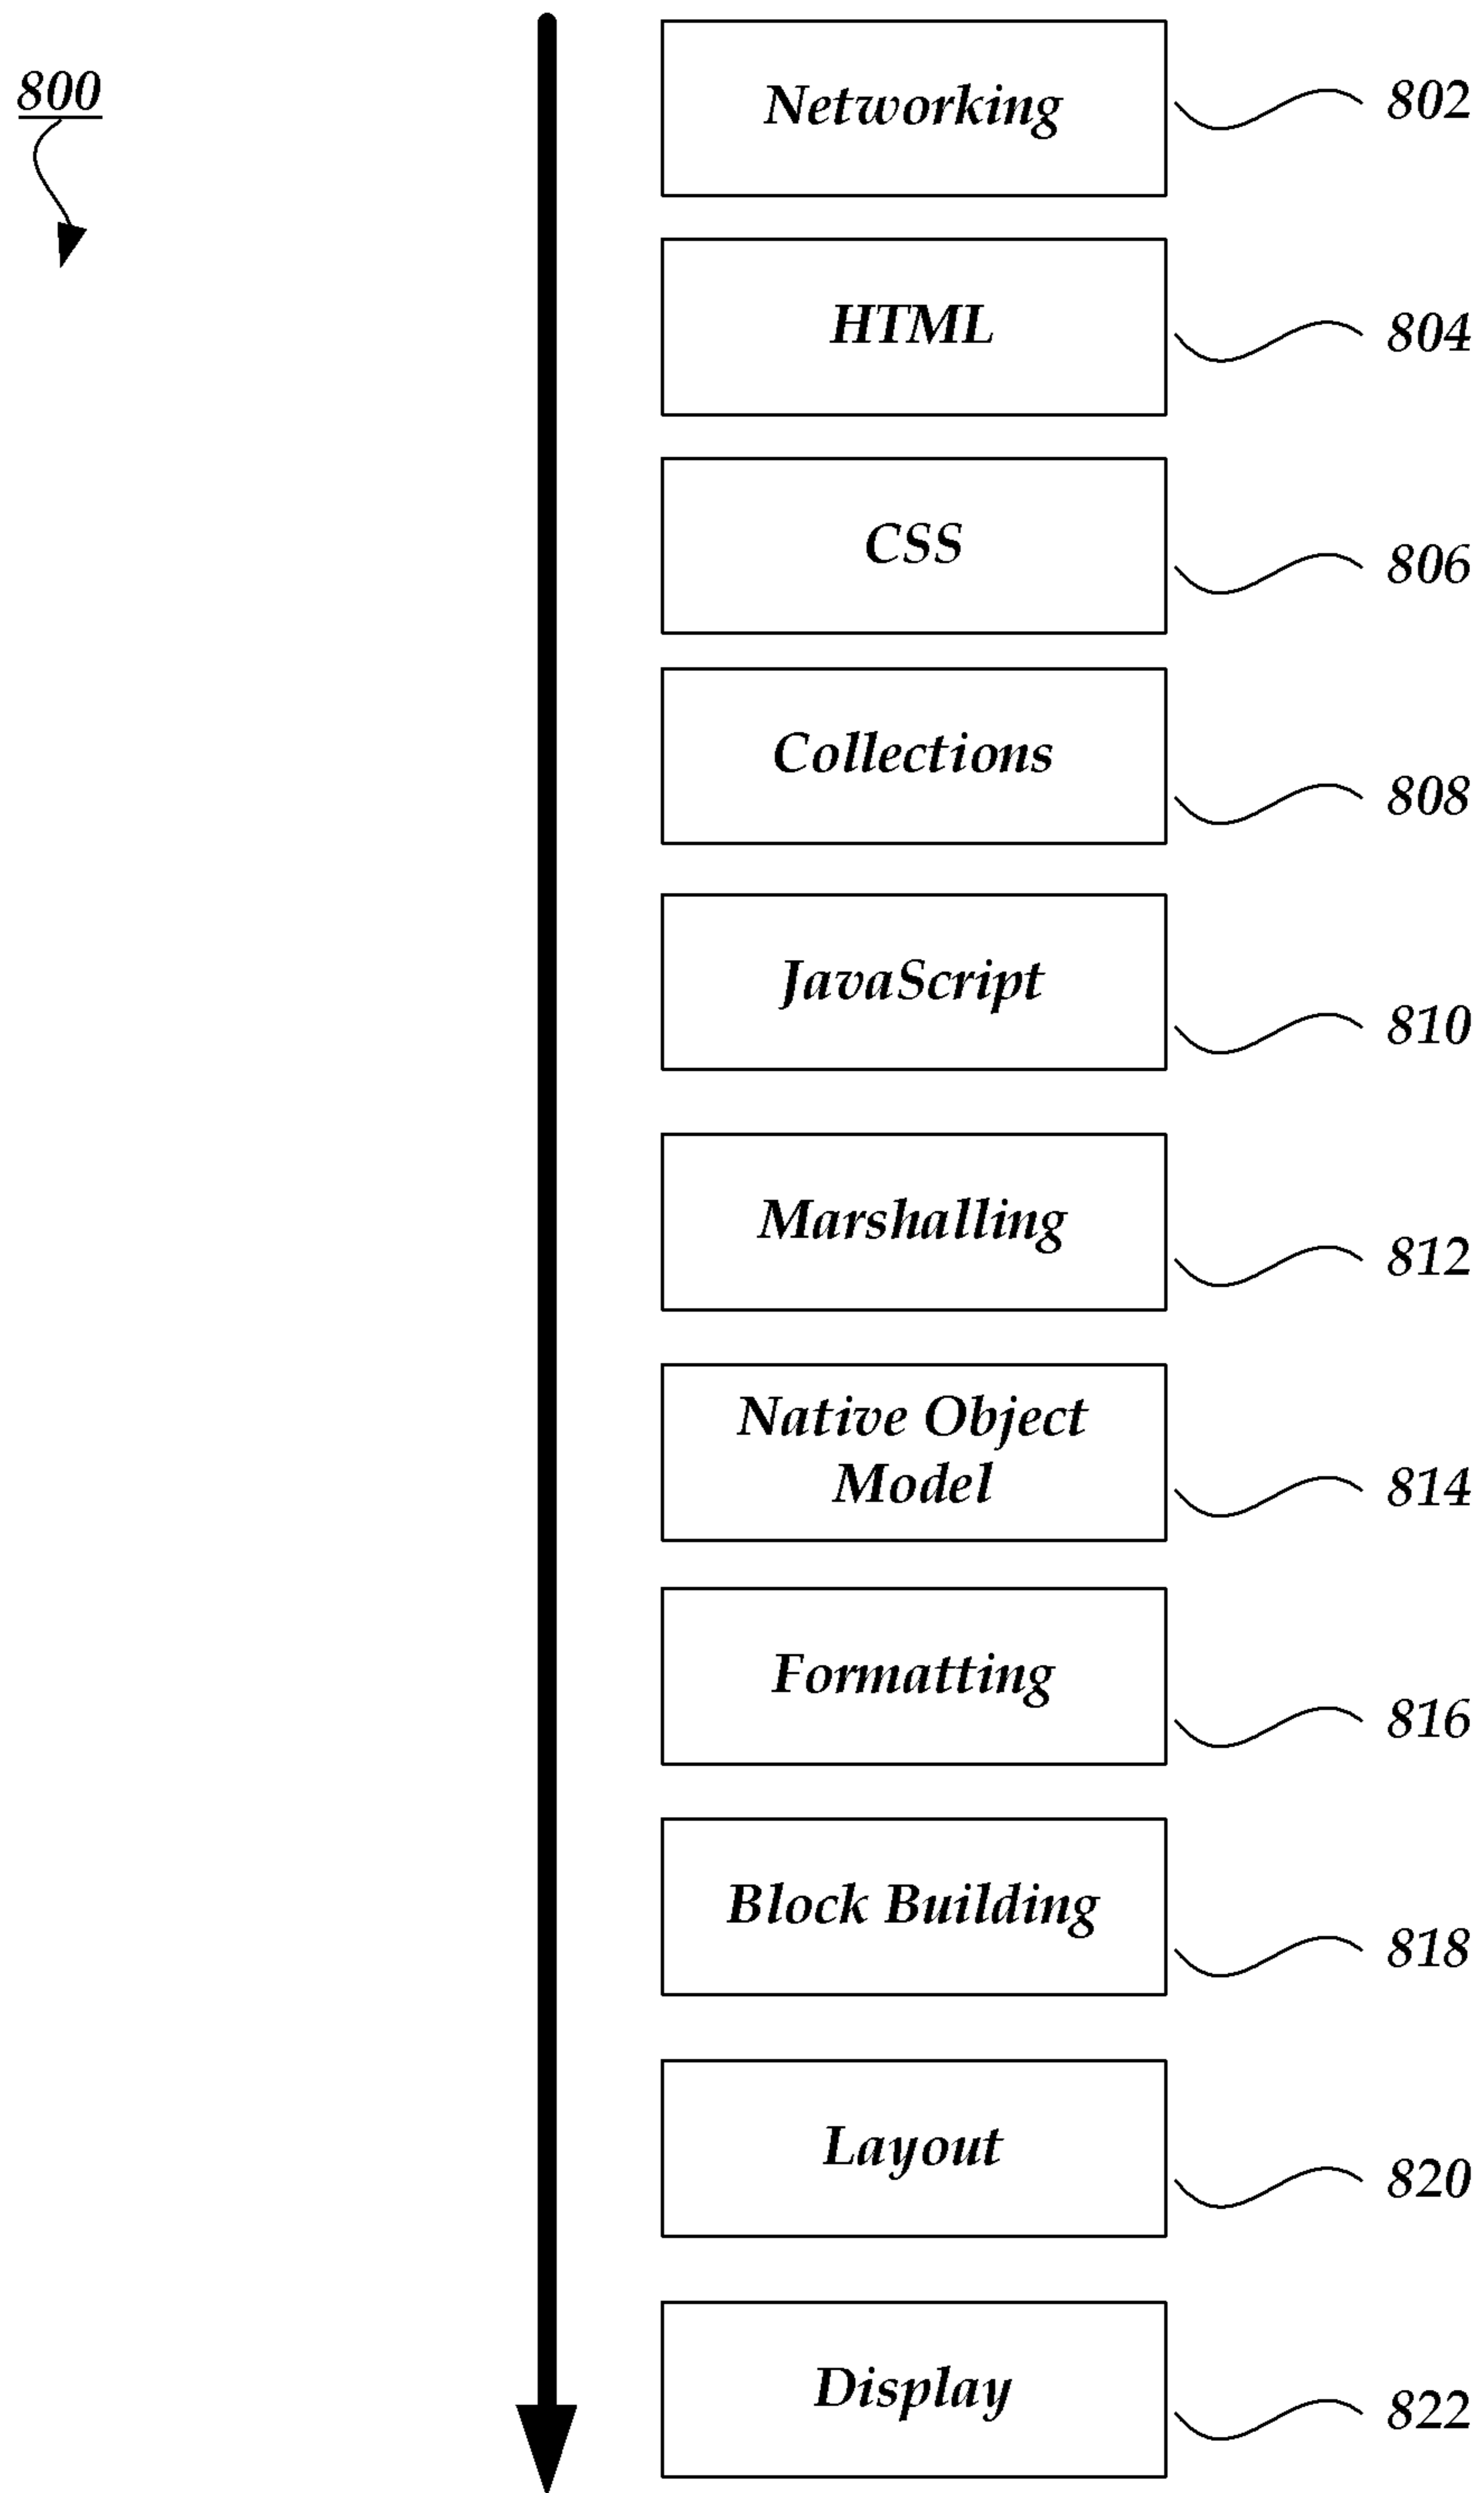 800
Networking
802
HTML
804
CSS
806
Collections
808
JavaScript
810
Marshalling
812
Native Object
Model
814
Formatting
816
Block Building
818
Layout
820
Display
822